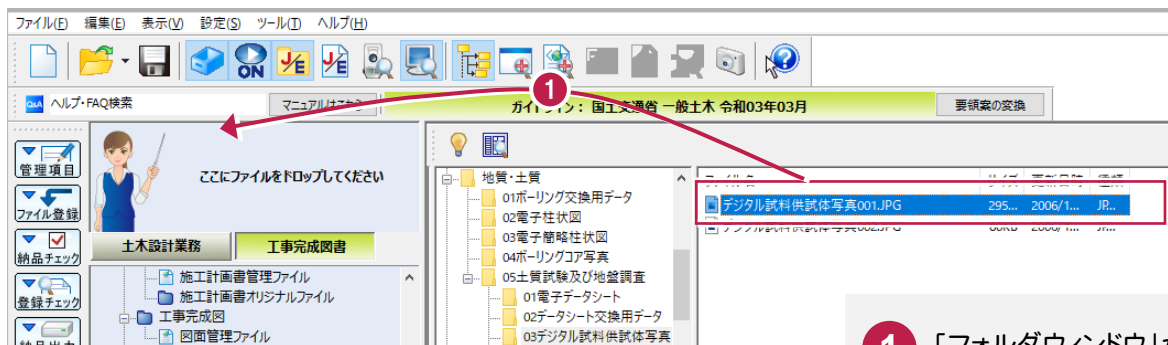 ファイル(F) 編集(E) 表示(V) 設定(S) ツール(T) ヘルプ(H)
ON J/E J/E
Q&A ヘルプ・FAQ検索 マニュアルはこちら ガイドライン： 国土交通省 一般土木 令和03年03月 要領案の変換
1
管理項目
ファイル登録
納品チェック
登録チェック
ここにファイルをドロップしてください
土木設計業務 工事完成図書
施工計画書管理ファイル
施工計画書オリジナルファイル
工事完成図
図面管理ファイル
地質・土質
01ボーリング交換用データ
02電子柱状図
03電子簡略柱状図
04ボーリングコア写真
05土質試験及び地盤調査
01電子データシート
02データシート交換用データ
03デジタル試料供試体写真
デジタル試料供試体写真001.JPG 295... 2006/1... JP...
1 「フォルダウィンドウ」